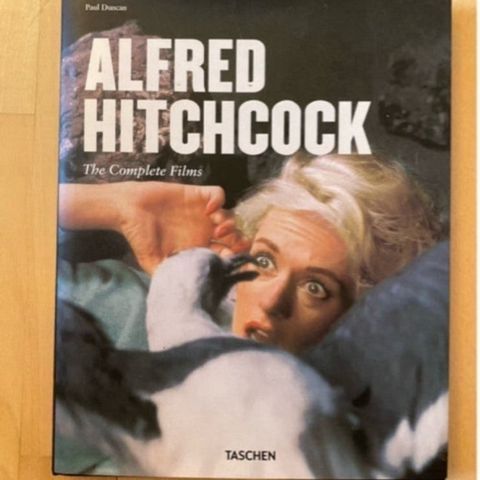 Paul Duncan
ALFRED
HITCHCOCK
The Complete Films
TASCHEN